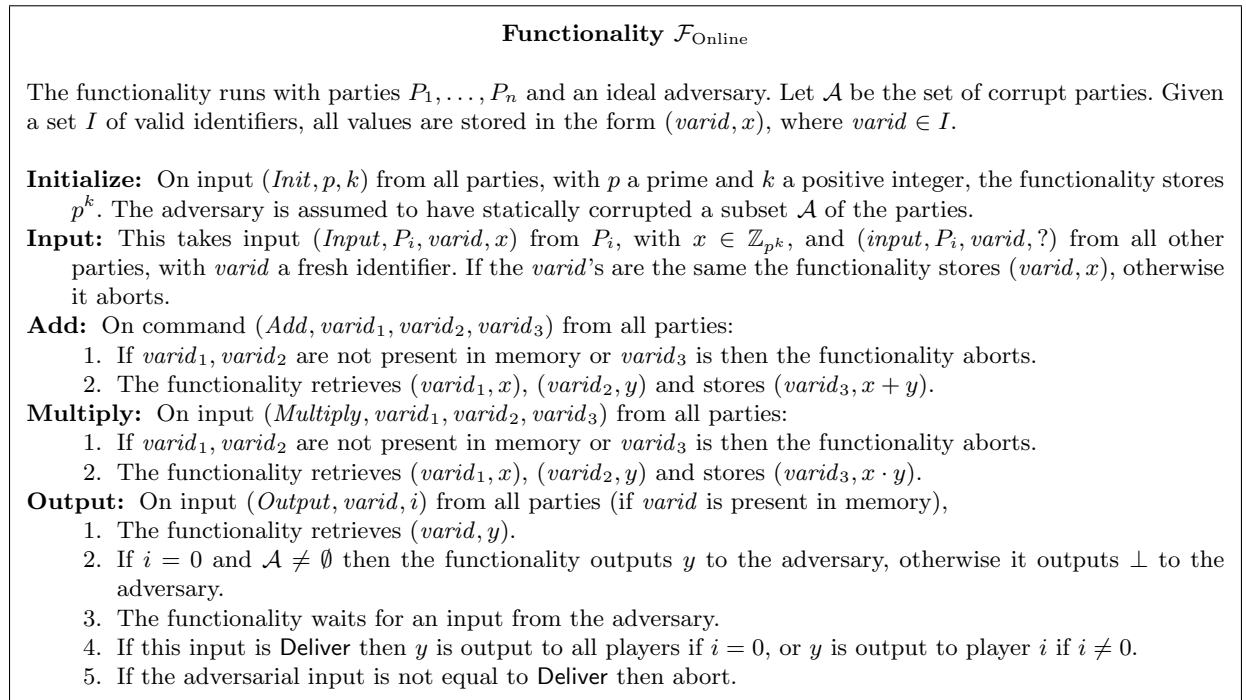 Functionality $\mathcal{F}_{\text{Online}}$
The functionality runs with parties $P_1, \ldots, P_n$ and an ideal adversary. Let $\mathcal{A}$ be the set of corrupt parties. Given
a set $I$ of valid identifiers, all values are stored in the form $(varid, x)$, where $varid \in I$.
Initialize: On input $(Init, p, k)$ from all parties, with $p$ a prime and $k$ a positive integer, the functionality stores
$p^k$. The adversary is assumed to have statically corrupted a subset $\mathcal{A}$ of the parties.
Input: This takes input $(Input, P_i, varid, x)$ from $P_i$, with $x \in \mathbb{Z}_{p^k}$, and $(input, P_i, varid, ?)$ from all other
parties, with $varid$ a fresh identifier. If the $varid$'s are the same the functionality stores $(varid, x)$, otherwise
it aborts.
Add: On command $(Add, varid_1, varid_2, varid_3)$ from all parties:
1. If $varid_1, varid_2$ are not present in memory or $varid_3$ is then the functionality aborts.
2. The functionality retrieves $(varid_1, x)$, $(varid_2, y)$ and stores $(varid_3, x + y)$.
Multiply: On input $(Multiply, varid_1, varid_2, varid_3)$ from all parties:
1. If $varid_1, varid_2$ are not present in memory or $varid_3$ is then the functionality aborts.
2. The functionality retrieves $(varid_1, x)$, $(varid_2, y)$ and stores $(varid_3, x \cdot y)$.
Output: On input $(Output, varid, i)$ from all parties (if $varid$ is present in memory),
1. The functionality retrieves $(varid, y)$.
2. If $i = 0$ and $\mathcal{A} \neq \emptyset$ then the functionality outputs $y$ to the adversary, otherwise it outputs $\perp$ to the
adversary.
3. The functionality waits for an input from the adversary.
4. If this input is Deliver then $y$ is output to all players if $i = 0$, or $y$ is output to player $i$ if $i \neq 0$.
5. If the adversarial input is not equal to Deliver then abort.